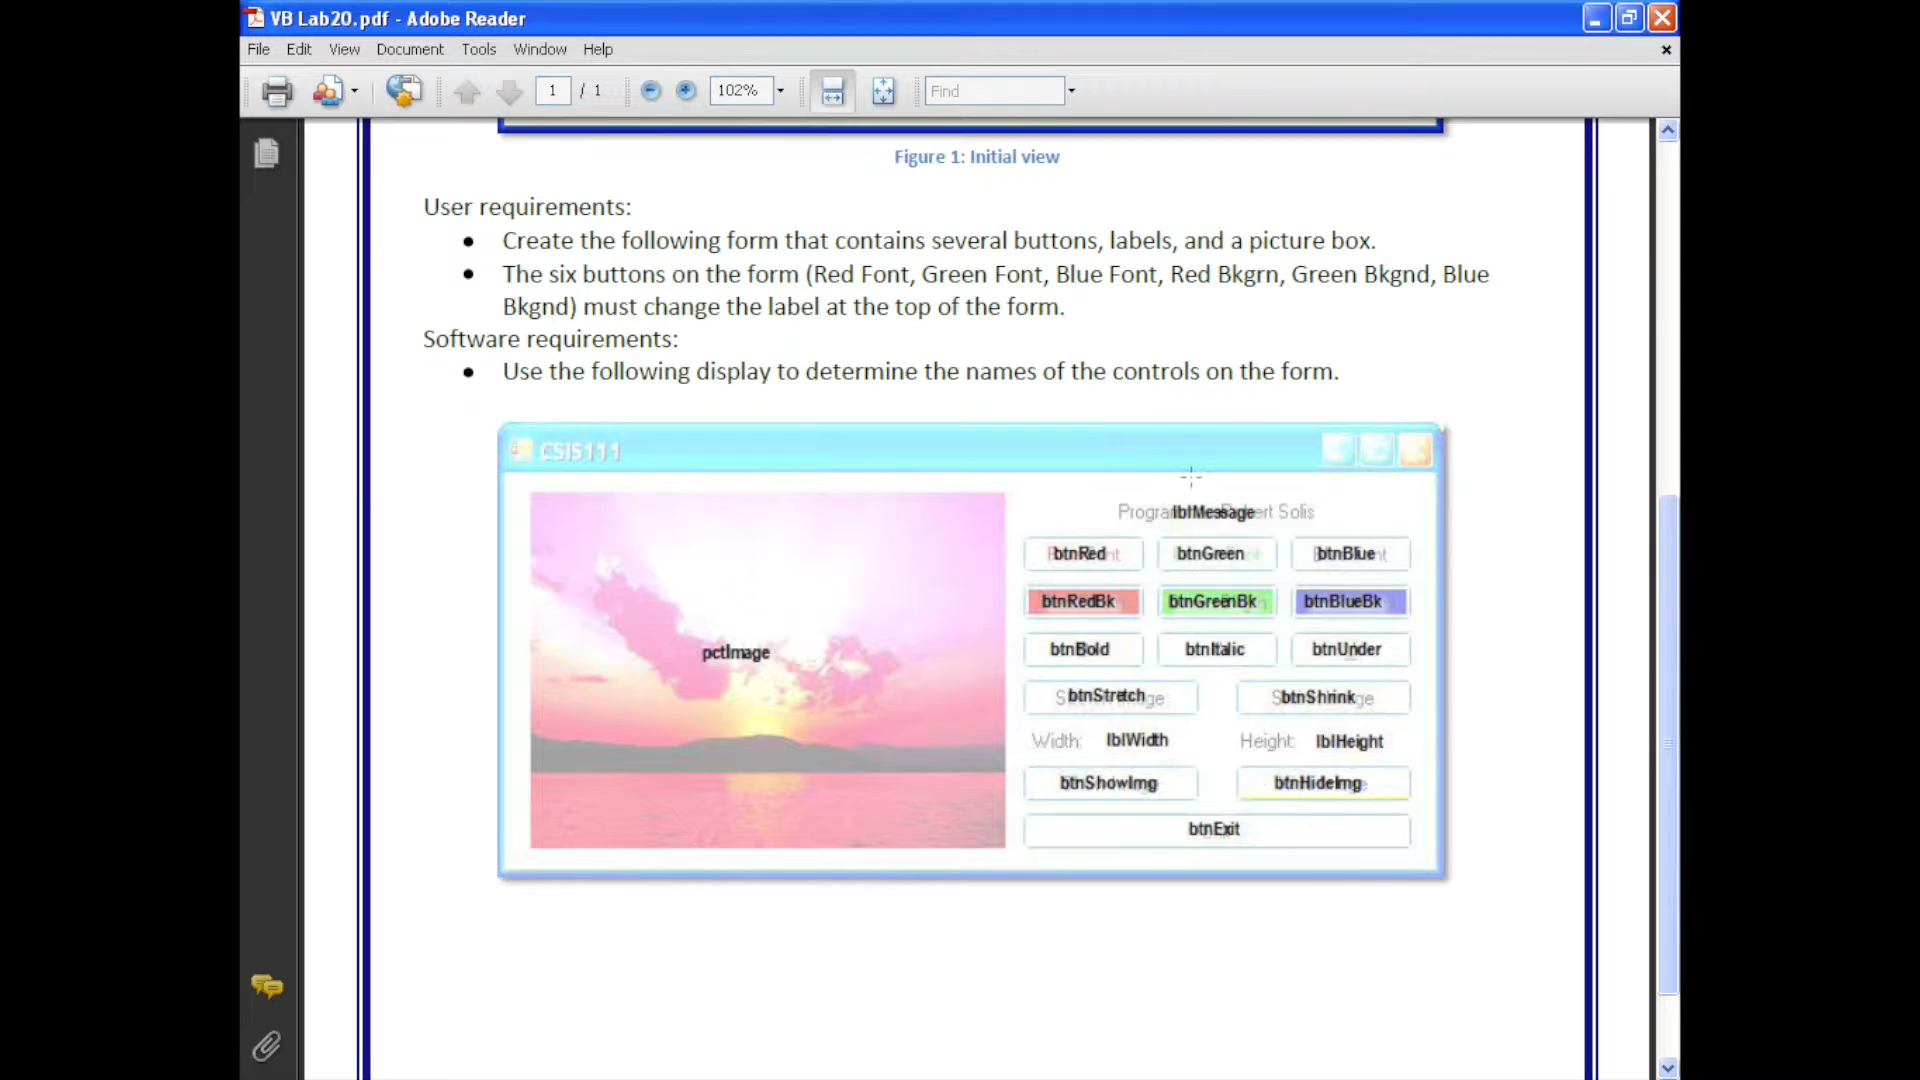 VB Lab20.pdf - Adobe Reader
File Edit View Document Tools Window Help
1 / 1 102% Find
Figure 1: Initial view
User requirements:
• Create the following form that contains several buttons, labels, and a picture box.
• The six buttons on the form (Red Font, Green Font, Blue Font, Red Bkgrn, Green Bkgnd, Blue
Bkgnd) must change the label at the top of the form.
Software requirements:
• Use the following display to determine the names of the controls on the form.
CSIS111
lblMessage
btnRed btnGreen btnBlue
btnRedBk btnGreenBk btnBlueBk
pctImage
btnBold btnItalic btnUnder
btnStretch btnShrink
Width: lblWidth Height: lblHeight
btnShowImg btnHideImg
btnExit